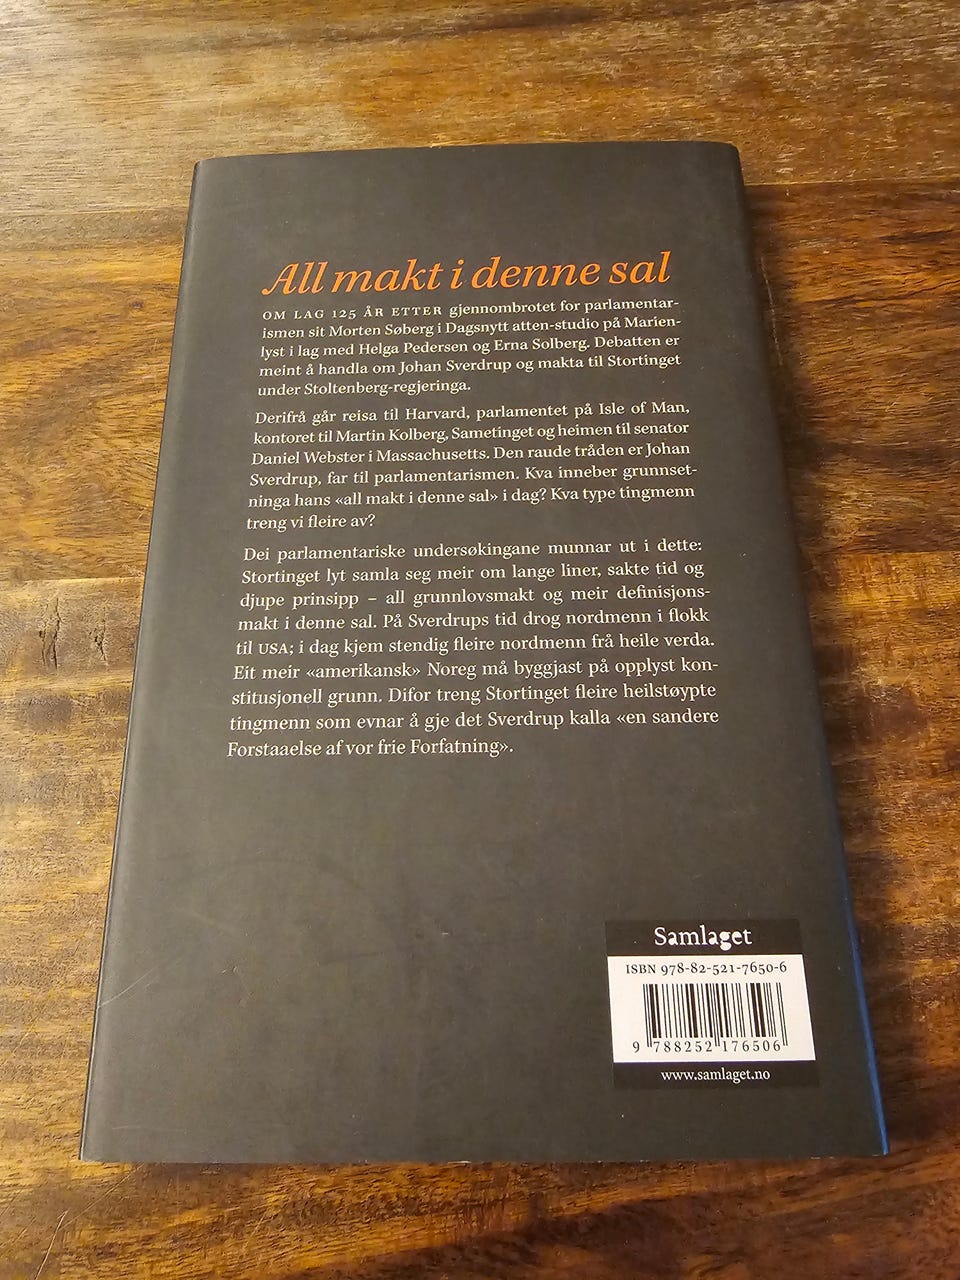 All makt i denne sal
OM LAG 125 ÅR ETTER gjennombrotet for parlamentar-
ismen sit Morten Søberg i Dagsnytt atten-studio på Marien-
lyst i lag med Helga Pedersen og Erna Solberg. Debatten er
meint å handla om Johan Sverdrup og makta til Stortinget
under Stoltenberg-regjeringa.
Derifrå går reisa til Harvard, parlamentet på Isle of Man,
kontoret til Martin Kolberg, Sametinget og heimen til senator
Daniel Webster i Massachusetts. Den raude tråden er Johan
Sverdrup, far til parlamentarismen. Kva inneber grunnset-
ninga hans «all makt i denne sal» i dag? Kva type tingmenn
treng vi fleire av?
Dei parlamentariske undersøkingane munnar ut i dette:
Stortinget lyt samla seg meir om lange liner, sakte tid og
djupe prinsipp – all grunnlovsmakt og meir definisjons-
makt i denne sal. På Sverdrups tid drog nordmenn i flokk
til USA; i dag kjem stendig fleire nordmenn frå heile verda.
Eit meir «amerikansk» Noreg må byggjast på opplyst kon-
stitusjonell grunn. Difor treng Stortinget fleire heilstøypte
tingmenn som evnar å gje det Sverdrup kalla «en sandere
Forstaaelse af vor frie Forfatning».
Samlaget
ISBN 978-82-521-7650-6
9 788252 176506
www.samlaget.no